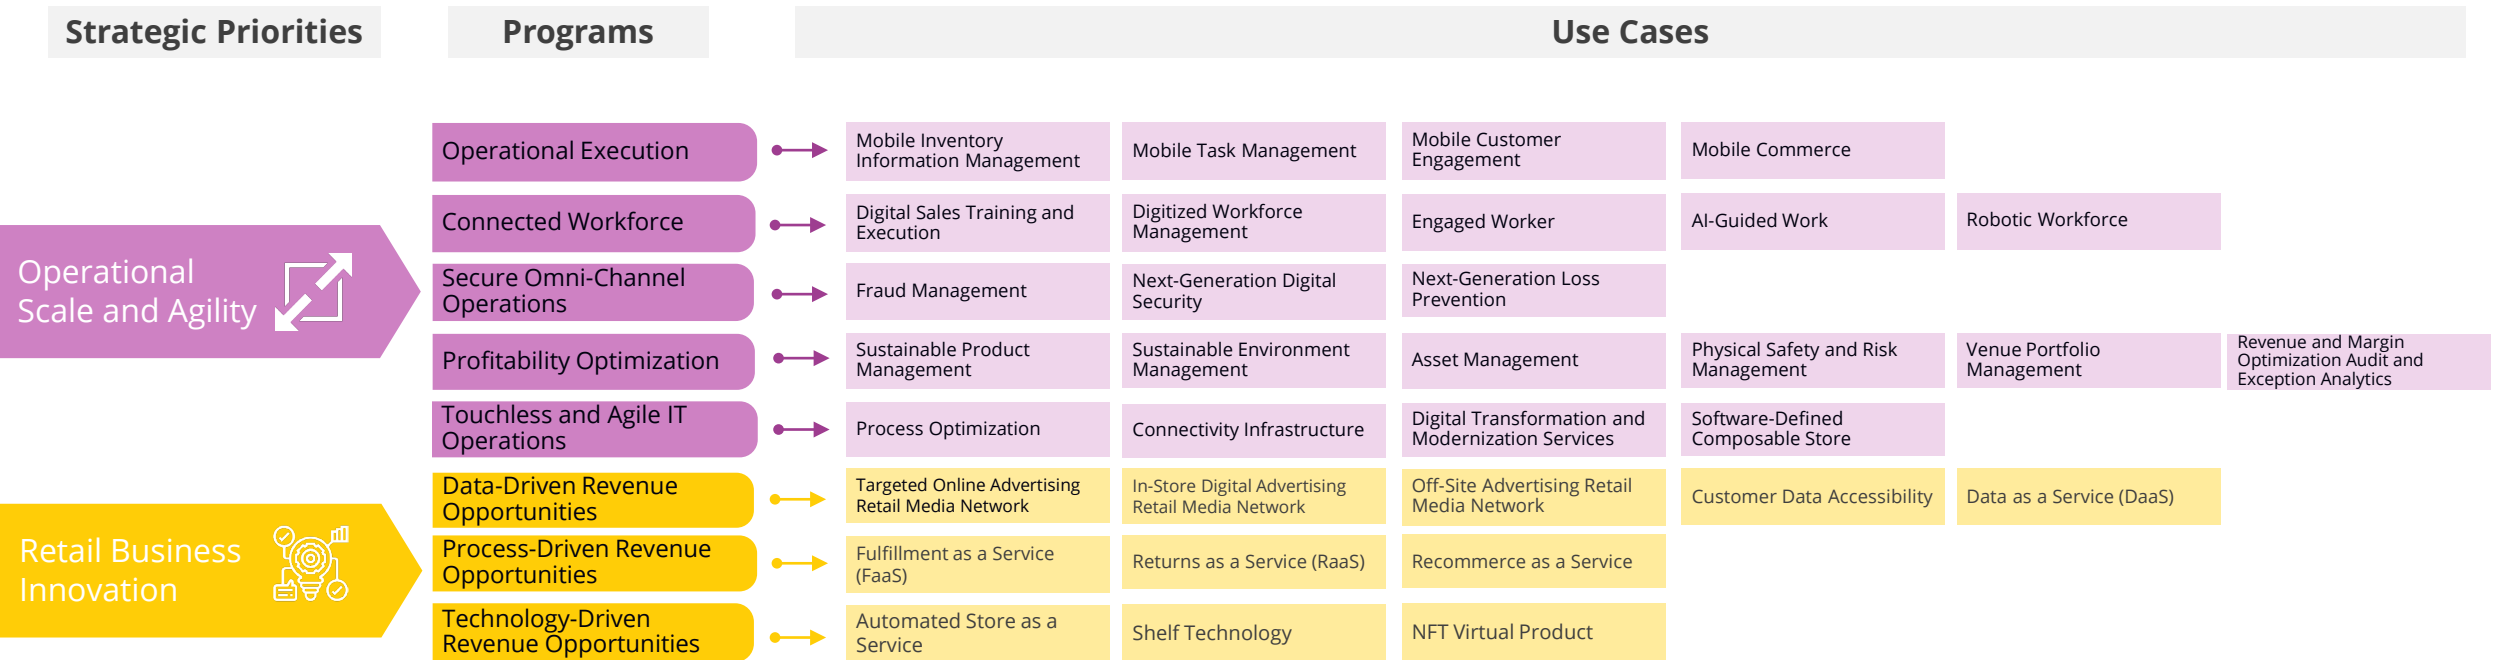 Strategic Priorities
Programs
Use Cases
Operational
Scale and Agility
Operational Execution
Mobile Inventory
Information Management
Mobile Task Management
Mobile Customer
Engagement
Mobile Commerce
Connected Workforce
Digital Sales Training and
Execution
Digitized Workforce
Management
Engaged Worker
AI-Guided Work
Robotic Workforce
Secure Omni-Channel
Operations
Fraud Management
Next-Generation Digital
Security
Next-Generation Loss
Prevention
Profitability Optimization
Sustainable Product
Management
Sustainable Environment
Management
Asset Management
Physical Safety and Risk
Management
Venue Portfolio
Management
Revenue and Margin
Optimization Audit and
Exception Analytics
Touchless and Agile IT
Operations
Process Optimization
Connectivity Infrastructure
Digital Transformation and
Modernization Services
Software-Defined
Composable Store
Retail Business
Innovation
Data-Driven Revenue
Opportunities
Targeted Online Advertising
Retail Media Network
In-Store Digital Advertising
Retail Media Network
Off-Site Advertising Retail
Media Network
Customer Data Accessibility
Data as a Service (DaaS)
Process-Driven Revenue
Opportunities
Fulfillment as a Service
(FaaS)
Returns as a Service (RaaS)
Recommerce as a Service
Technology-Driven
Revenue Opportunities
Automated Store as a
Service
Shelf Technology
NFT Virtual Product